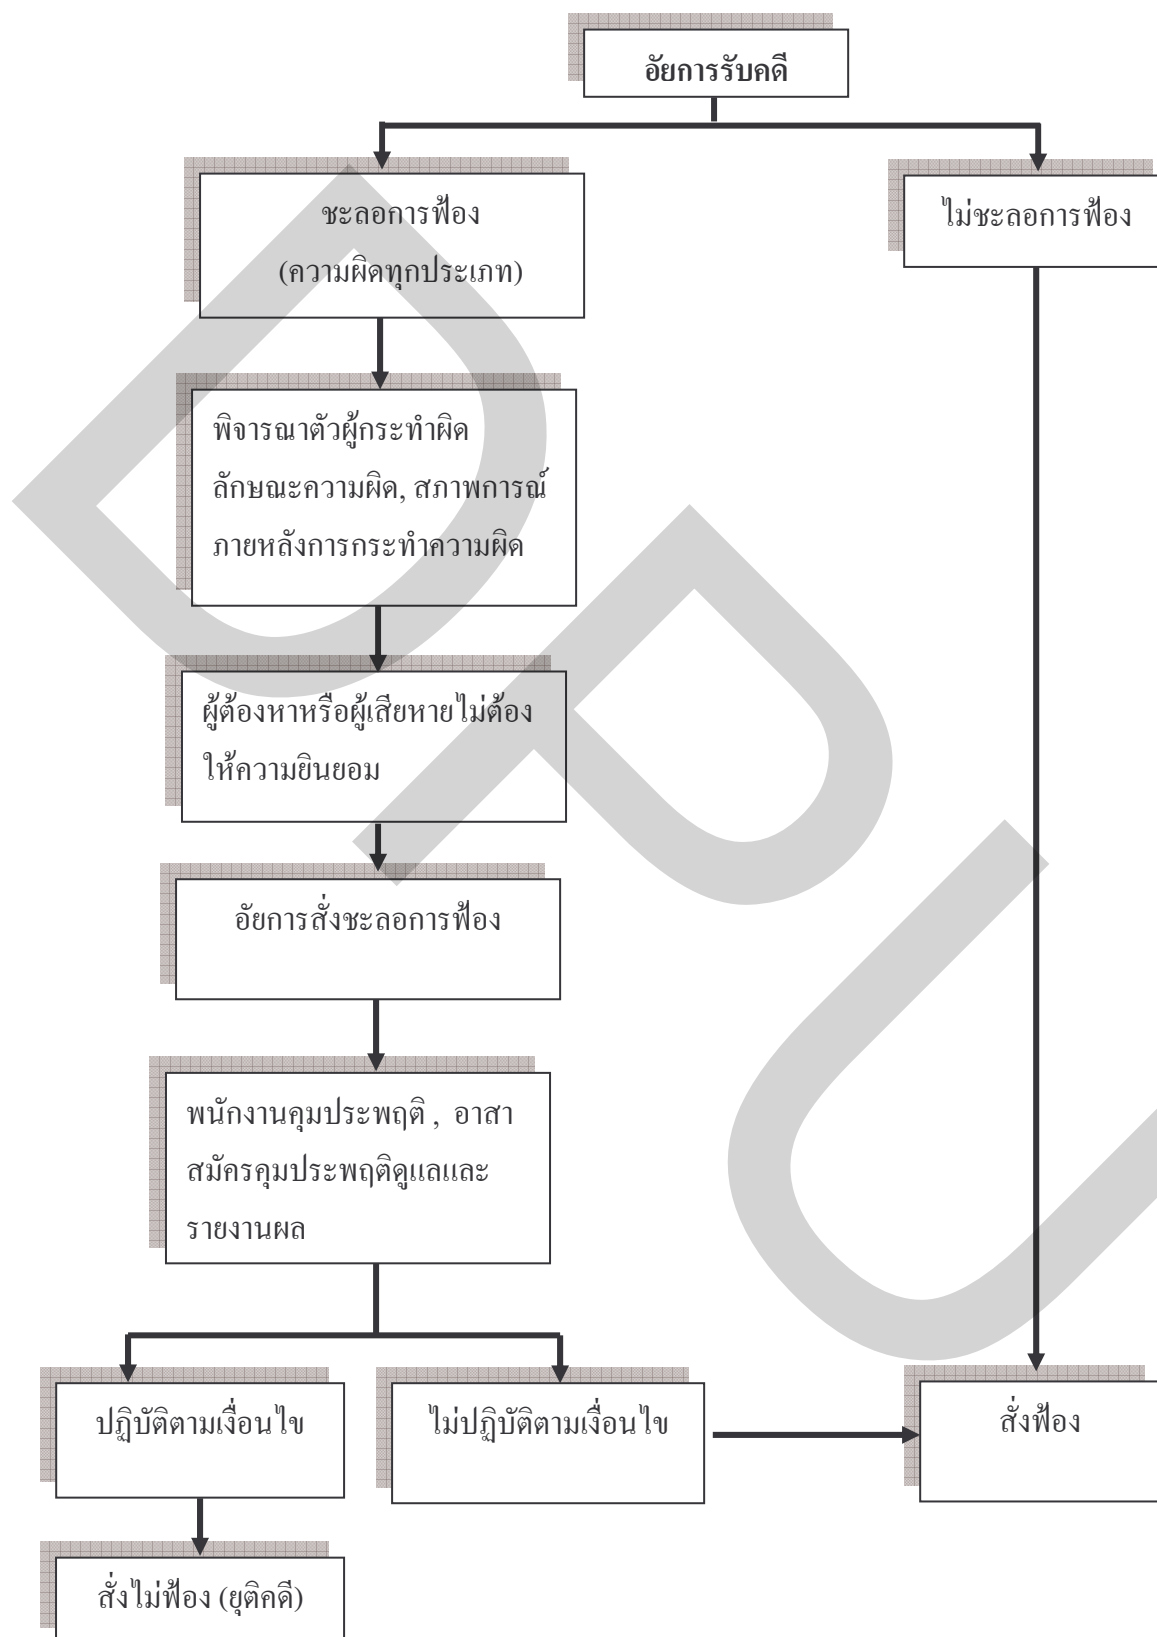 อัยการรับคดี
ชะลอการฟ้อง
(ความผิดทุกประเภท)
ไม่ชะลอการฟ้อง
พิจารณาตัวผู้กระทำผิด
ลักษณะความผิด, สภาพการณ์
ภายหลังการกระทำความผิด
ผู้ต้องหาหรือผู้เสียหายไม่ต้อง
ให้ความยินยอม
อัยการสั่งชะลอการฟ้อง
พนักงานคุมประพฤติ , อาสา
สมัครคุมประพฤติดูแลและ
รายงานผล
ปฏิบัติตามเงื่อนไข
ไม่ปฏิบัติตามเงื่อนไข
สั่งฟ้อง
สั่งไม่ฟ้อง (ยุติคดี)
DPU